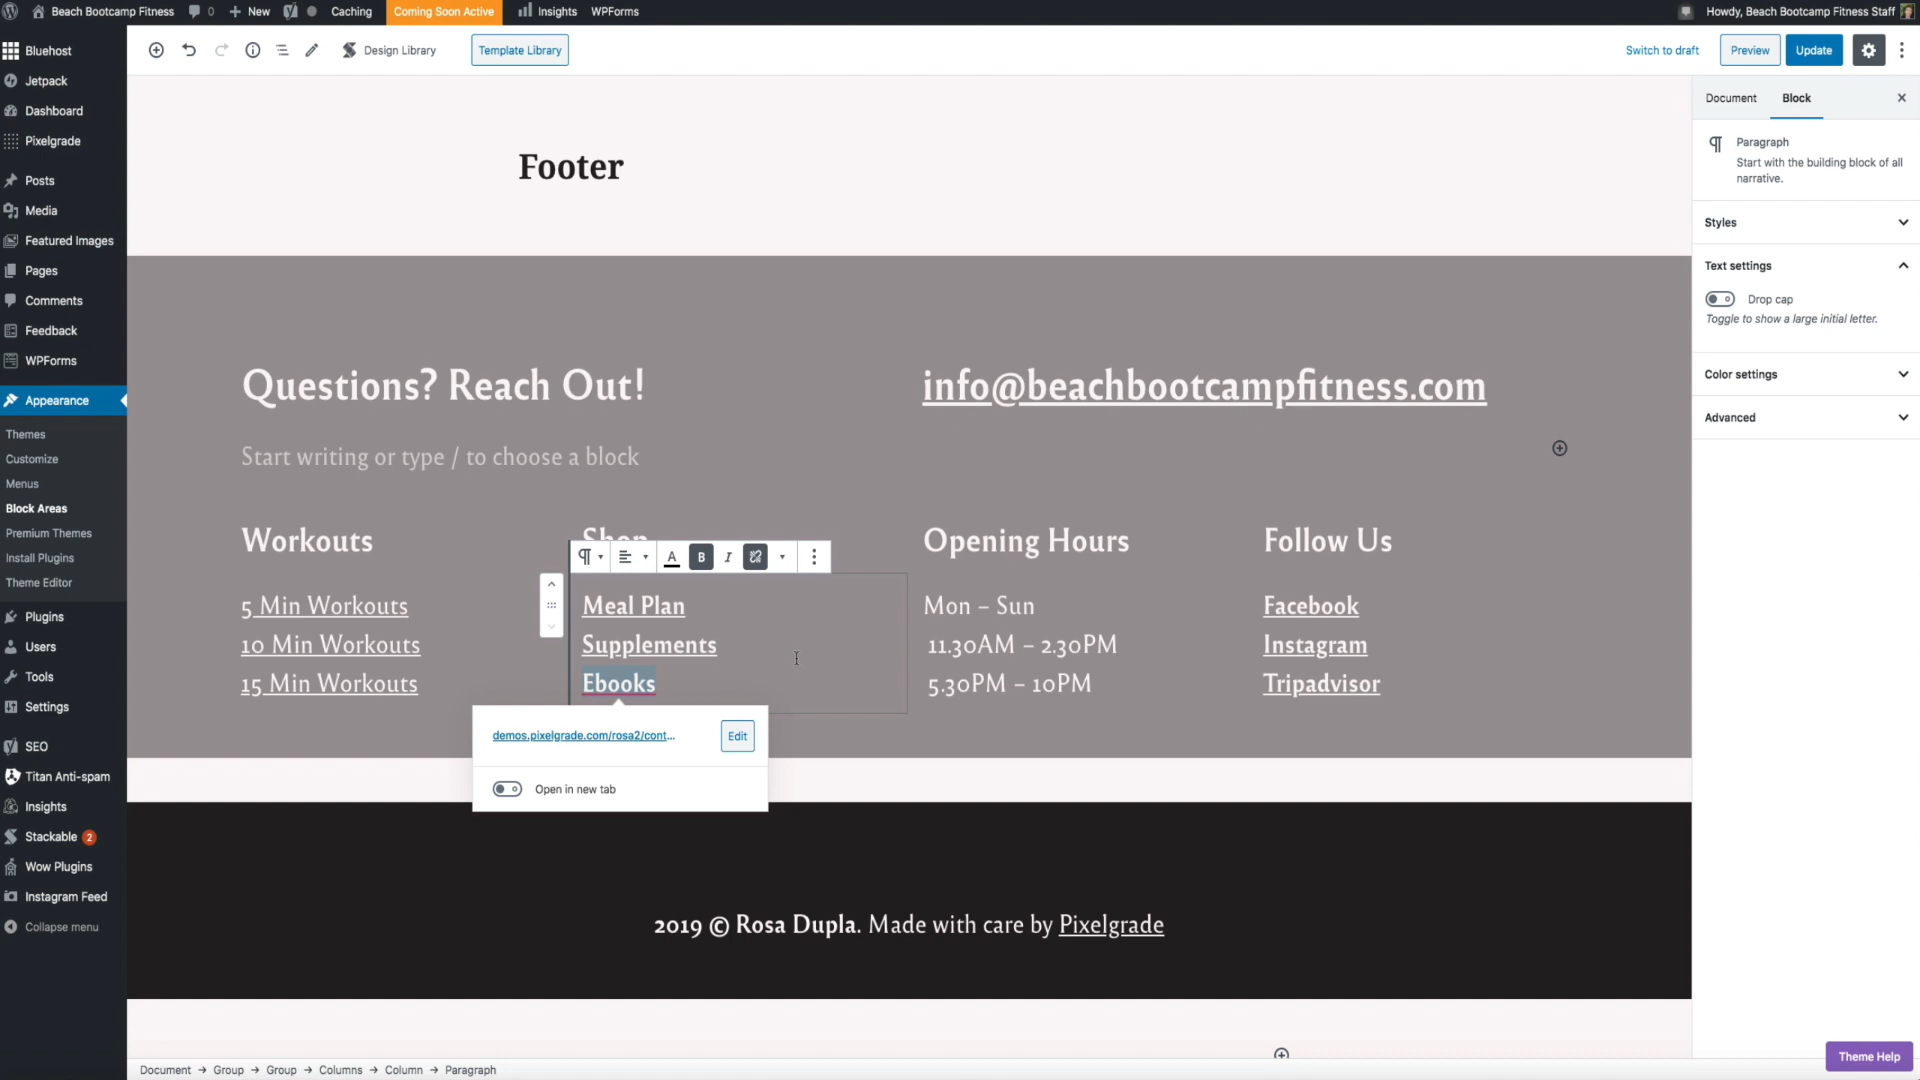 Beach Bootcamp Fitness 0 New Caching Coming Soon Active Insights WPForms Howdy, Beach Bootcamp Fitness Staff
Bluehost
Jetpack
Dashboard
Pixelgrade
Posts
Media
Featured Images
Pages
Comments
Feedback
WPForms
Appearance
Themes
Customize
Menus
Block Areas
Premium Themes
Install Plugins
Theme Editor
Plugins
Users
Tools
Settings
SEO
Titan Anti-spam
Insights
Stackable 2
Wow Plugins
Instagram Feed
Collapse menu
Design Library Template Library Switch to draft Preview Update
Footer
Questions? Reach Out! info@beachbootcampfitness.com
Start writing or type / to choose a block
Workouts
5 Min Workouts
10 Min Workouts
15 Min Workouts
Shop
A B I
Meal Plan
Supplements
Ebooks
demos.pixelgrade.com/rosa2/cont... Edit
Open in new tab
Opening Hours
Mon – Sun
11.30AM – 2.30PM
5.30PM – 10PM
Follow Us
Facebook
Instagram
Tripadvisor
2019 © Rosa Dupla. Made with care by Pixelgrade
Document → Group → Group → Columns → Column → Paragraph
Document Block
Paragraph
Start with the building block of all
narrative.
Styles
Text settings
Drop cap
Toggle to show a large initial letter.
Color settings
Advanced
Theme Help